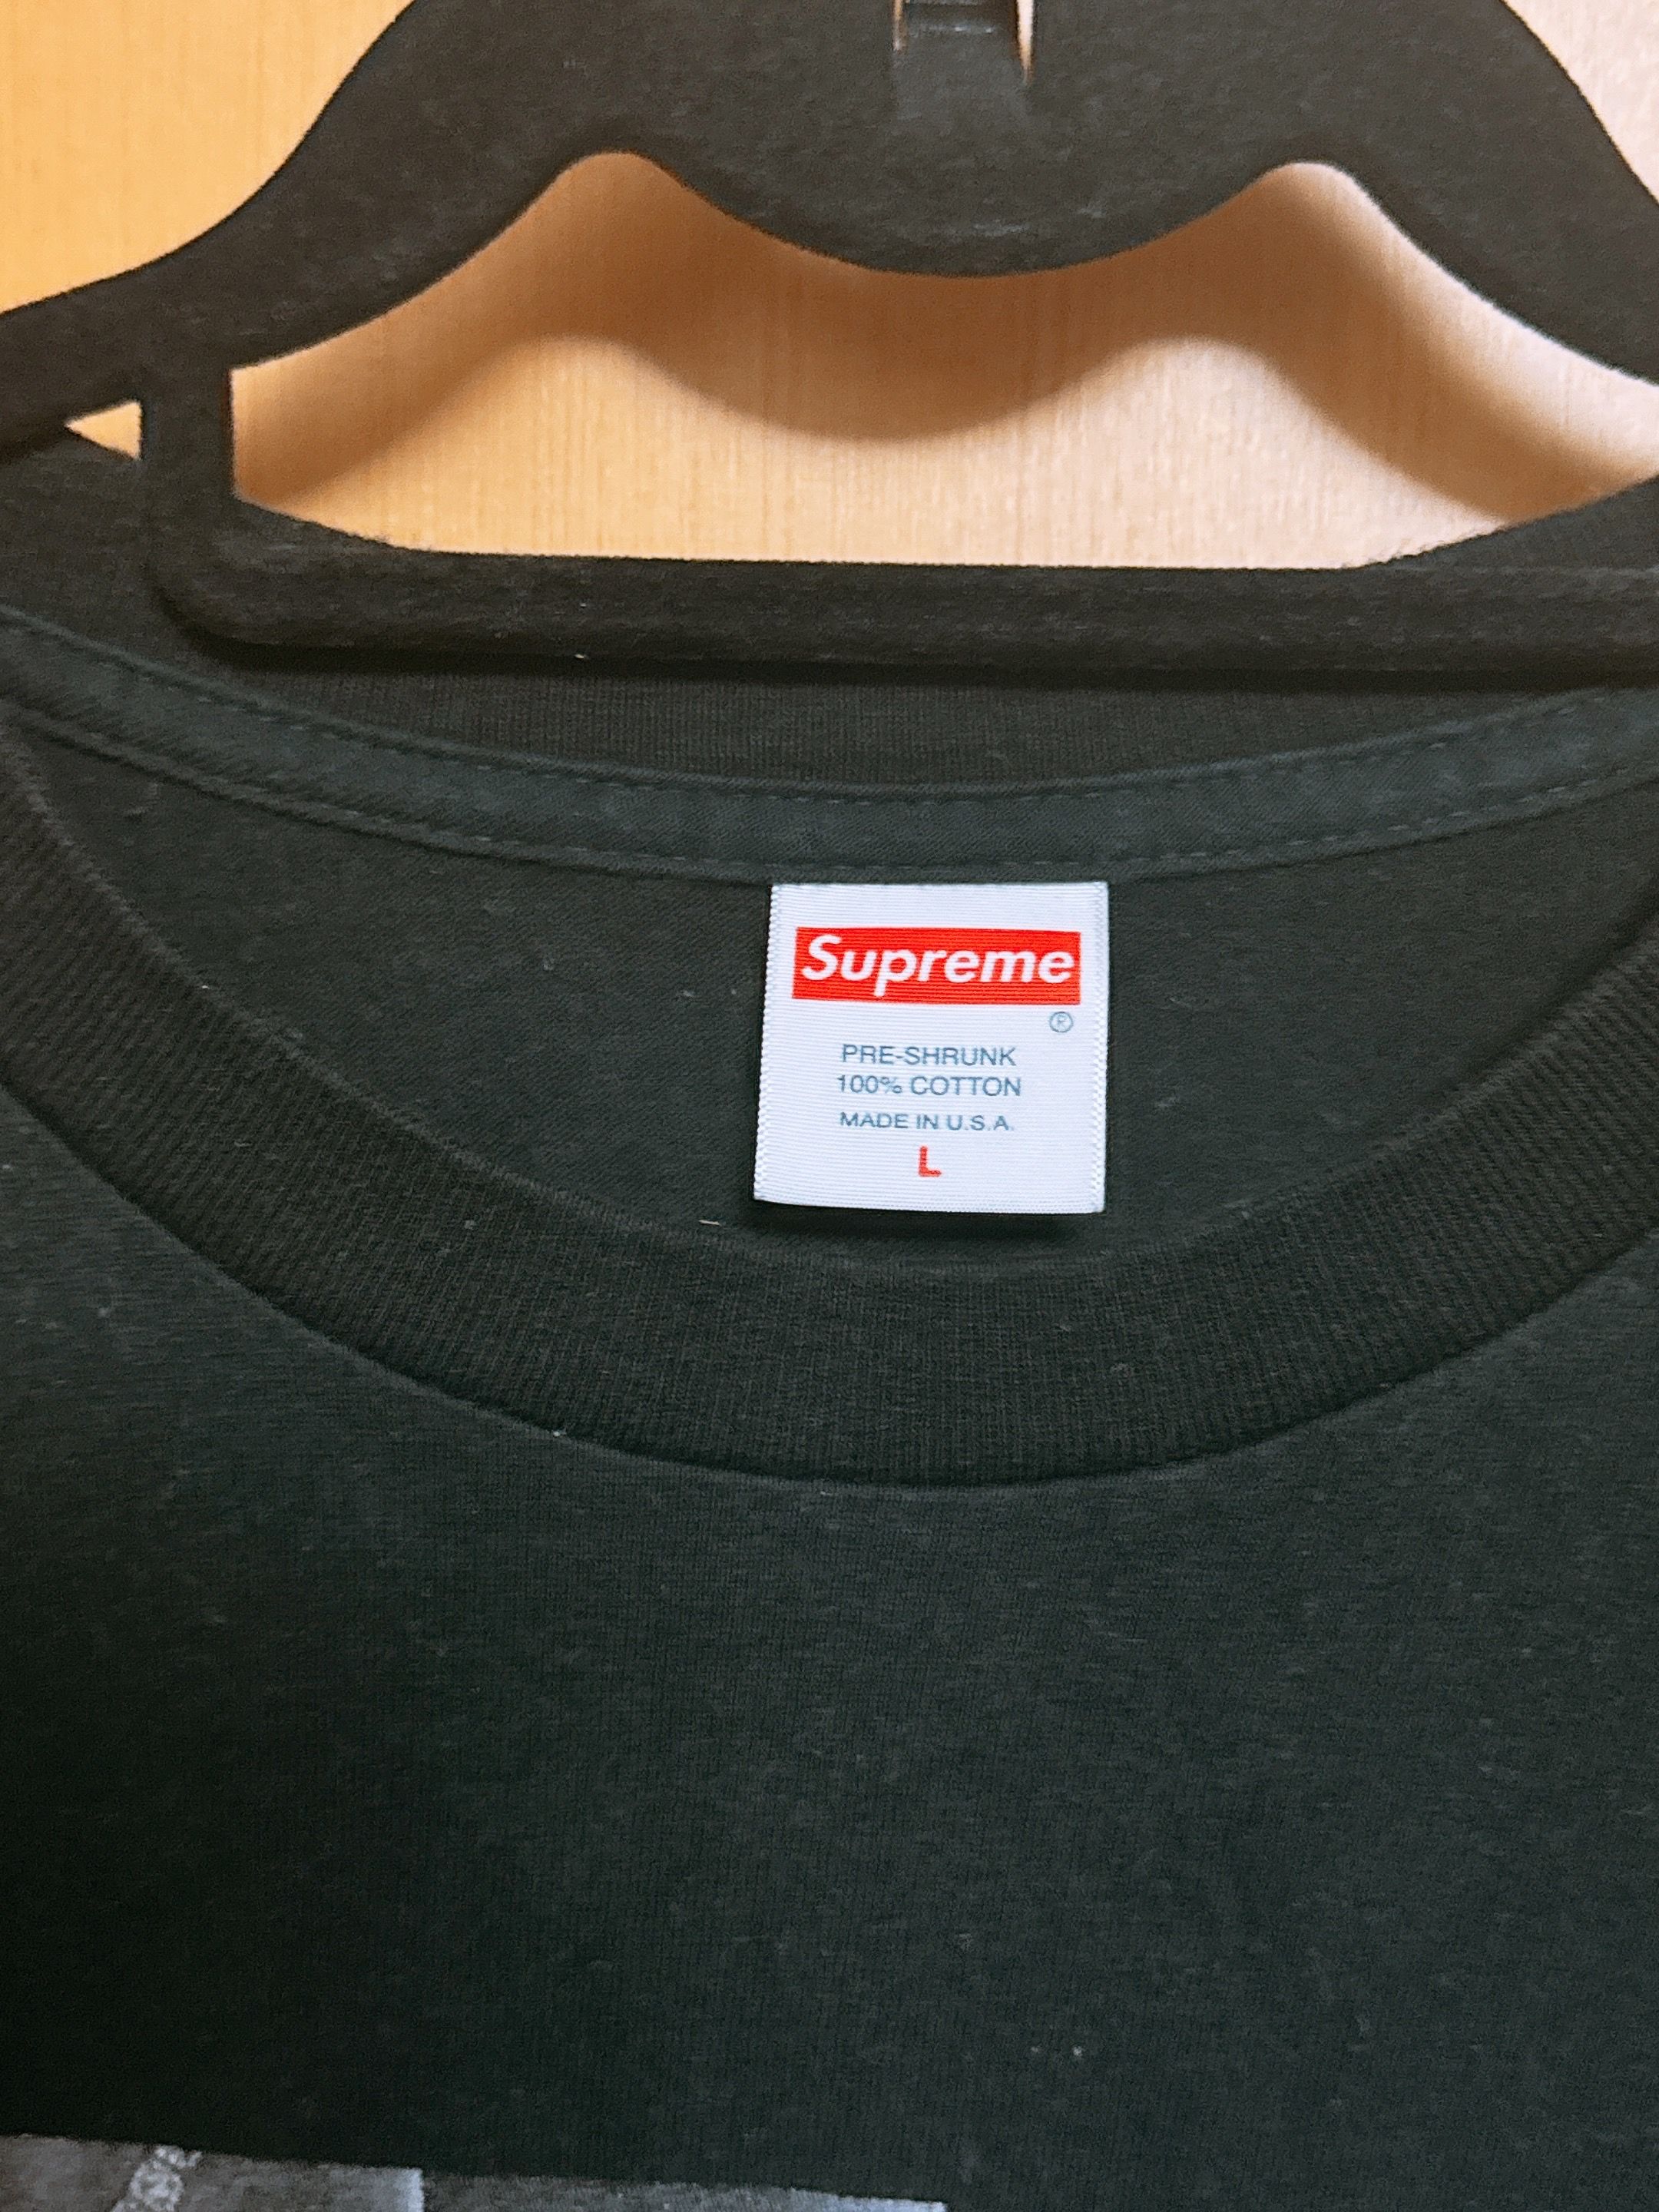 Supreme
®
PRE-SHRUNK
100% COTTON
MADE IN U.S.A.
L